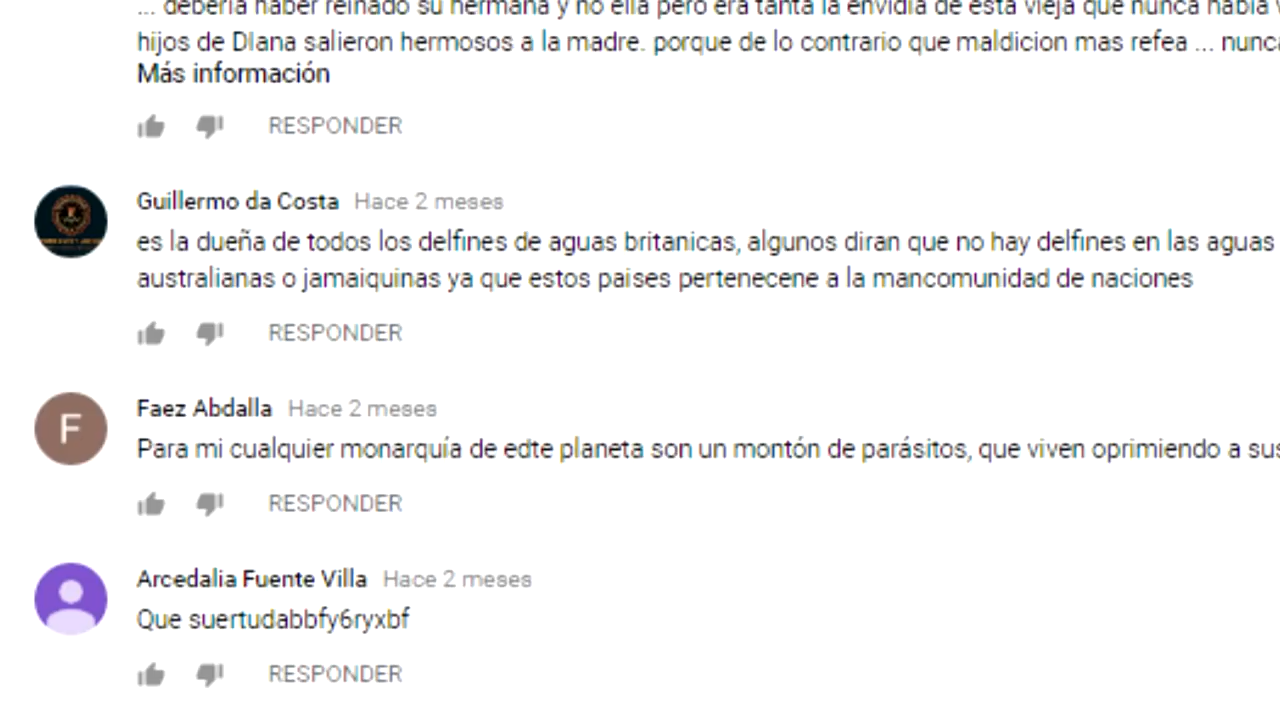 ... debería haber reinado su hermana y no ella pero era tanta la envidia de esta vieja que nunca había
hijos de DIana salieron hermosos a la madre. porque de lo contrario que maldicion mas refea ... nunca
Más información
RESPONDER
Guillermo da Costa Hace 2 meses
es la dueña de todos los delfines de aguas britanicas, algunos diran que no hay delfines en las aguas
australianas o jamaiquinas ya que estos paises pertenecene a la mancomunidad de naciones
RESPONDER
F
Faez Abdalla Hace 2 meses
Para mi cualquier monarquía de edte planeta son un montón de parásitos, que viven oprimiendo a sus
RESPONDER
Arcedalia Fuente Villa Hace 2 meses
Que suertudabbfy6ryxbf
RESPONDER